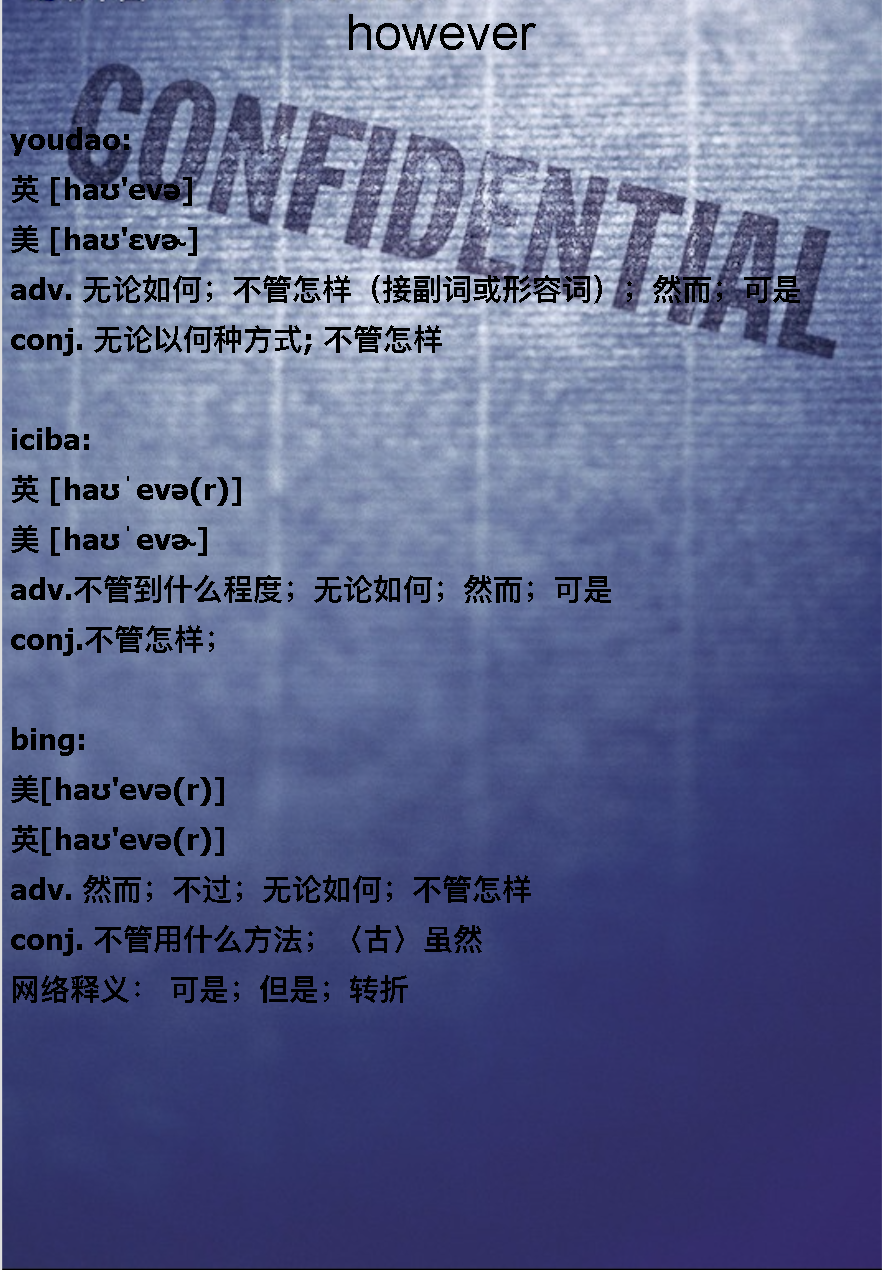 however
CONFIDENTIAL
youdao:
英 [haʊ'evə]
美 [haʊ'ɛvɚ]
adv. 无论如何；不管怎样（接副词或形容词）；然而；可是
conj. 无论以何种方式; 不管怎样
iciba:
英 [haʊˈevə(r)]
美 [haʊˈevɚ]
adv.不管到什么程度；无论如何；然而；可是
conj.不管怎样；
bing:
美[haʊ'evə(r)]
英[haʊ'evə(r)]
adv. 然而；不过；无论如何；不管怎样
conj. 不管用什么方法；〈古〉虽然
网络释义： 可是；但是；转折